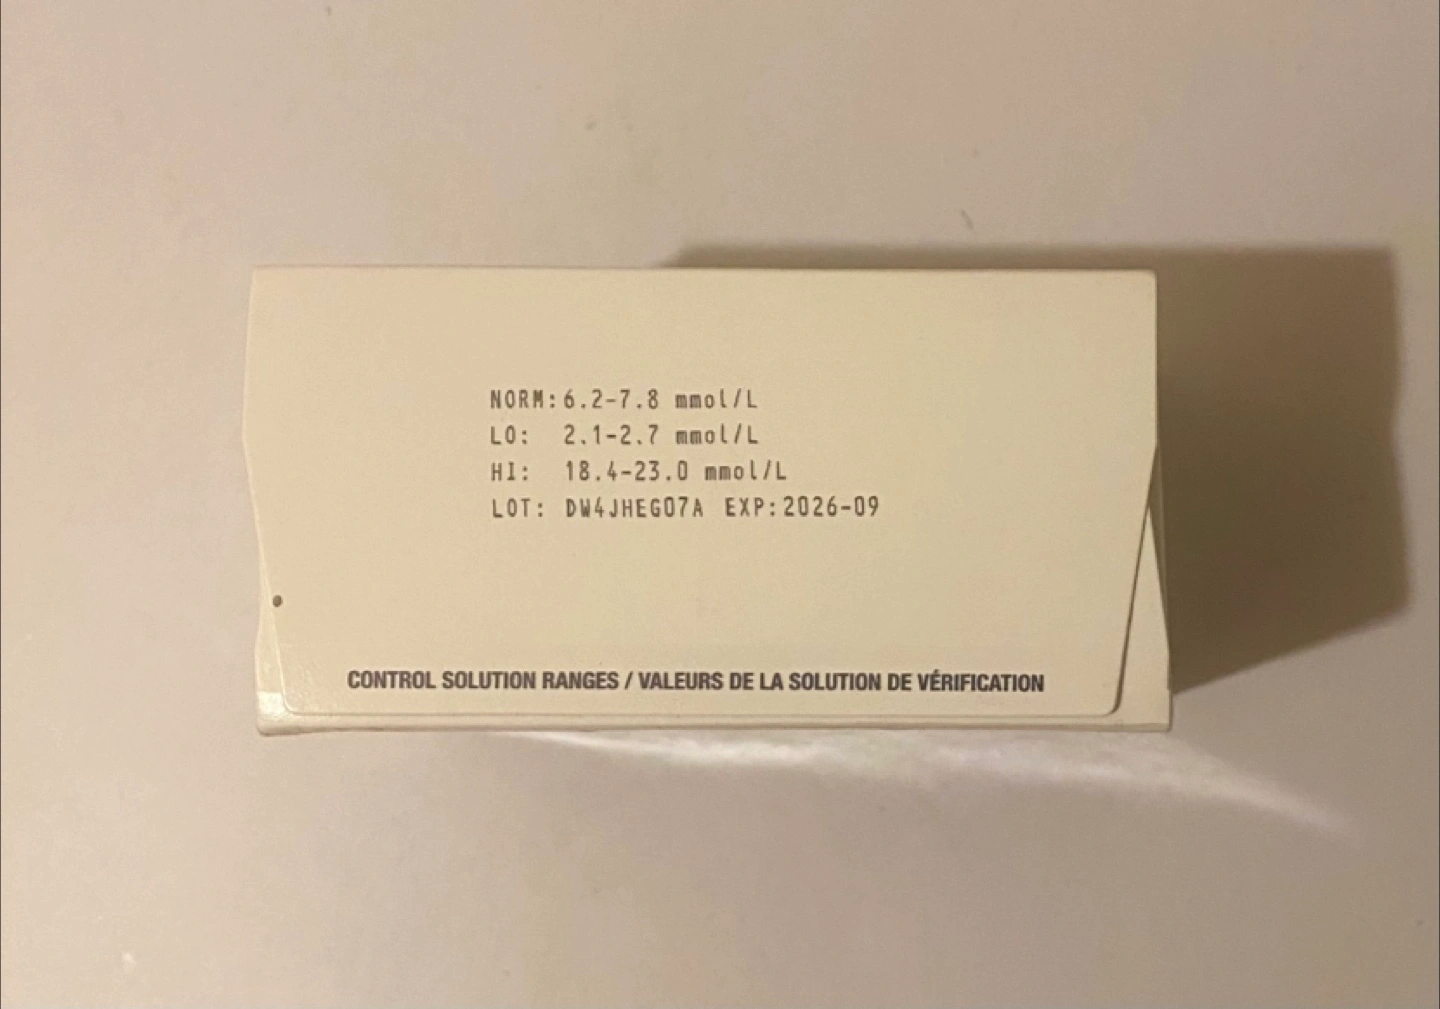 NORM:6.2-7.8 mmol/L
LO: 2.1-2.7 mmol/L
HI: 18.4-23.0 mmol/L
LOT: DW4JHEG07A EXP:2026-09
CONTROL SOLUTION RANGES / VALEURS DE LA SOLUTION DE VÉRIFICATION